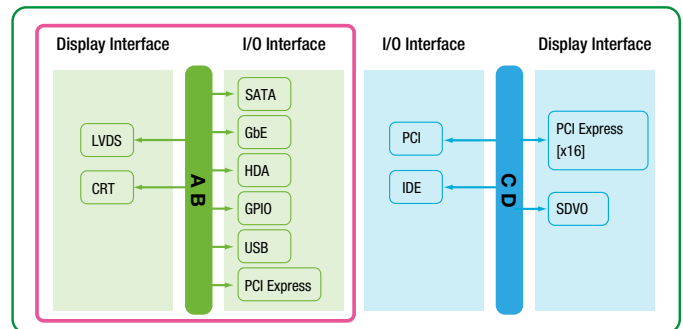 Display Interface
I/O Interface
I/O Interface
Display Interface
LVDS
CRT
A B
SATA
GbE
HDA
GPIO
USB
PCI Express
PCI
IDE
C D
PCI Express
[x16]
SDVO